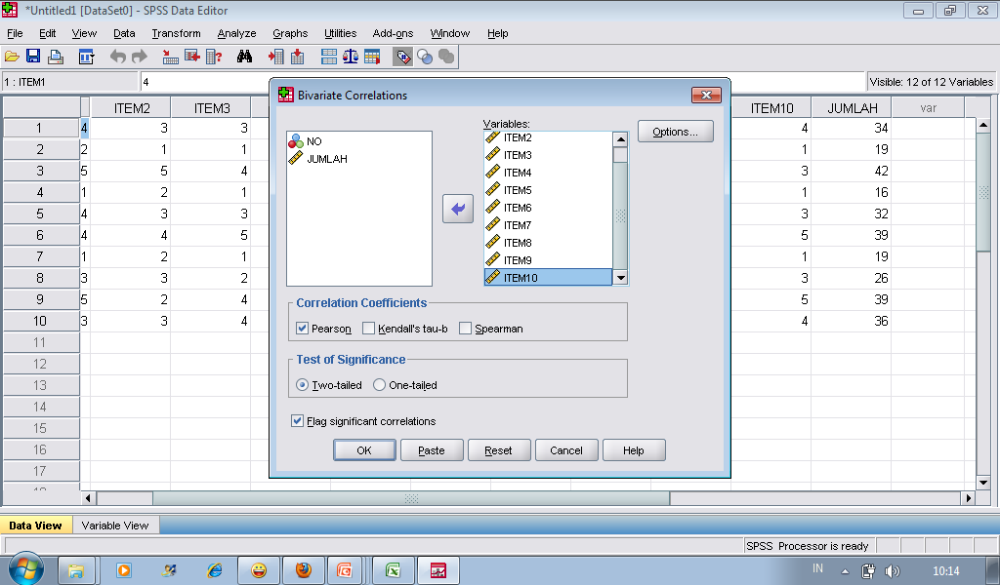 *Untitled1 [DataSet0] - SPSS Data Editor
File Edit View Data Transform Analyze Graphs Utilities Add-ons Window Help
1 : ITEM1 4 Visible: 12 of 12 Variables
ITEM2 ITEM3 ITEM10 JUMLAH var
1 4 3 3 4 34
2 2 1 1 1 19
3 5 5 4 3 42
4 1 2 1 1 16
5 4 3 3 3 32
6 4 4 5 5 39
7 1 2 1 1 19
8 3 3 2 3 26
9 5 2 4 5 39
10 3 3 4 4 36
11
12
13
14
15
16
17
Bivariate Correlations
NO
JUMLAH
Variables:
ITEM2
ITEM3
ITEM4
ITEM5
ITEM6
ITEM7
ITEM8
ITEM9
ITEM10
Options...
Correlation Coefficients
Pearson Kendall's tau-b Spearman
Test of Significance
Two-tailed One-tailed
Flag significant correlations
OK Paste Reset Cancel Help
Data View Variable View
SPSS Processor is ready
IN 10:14